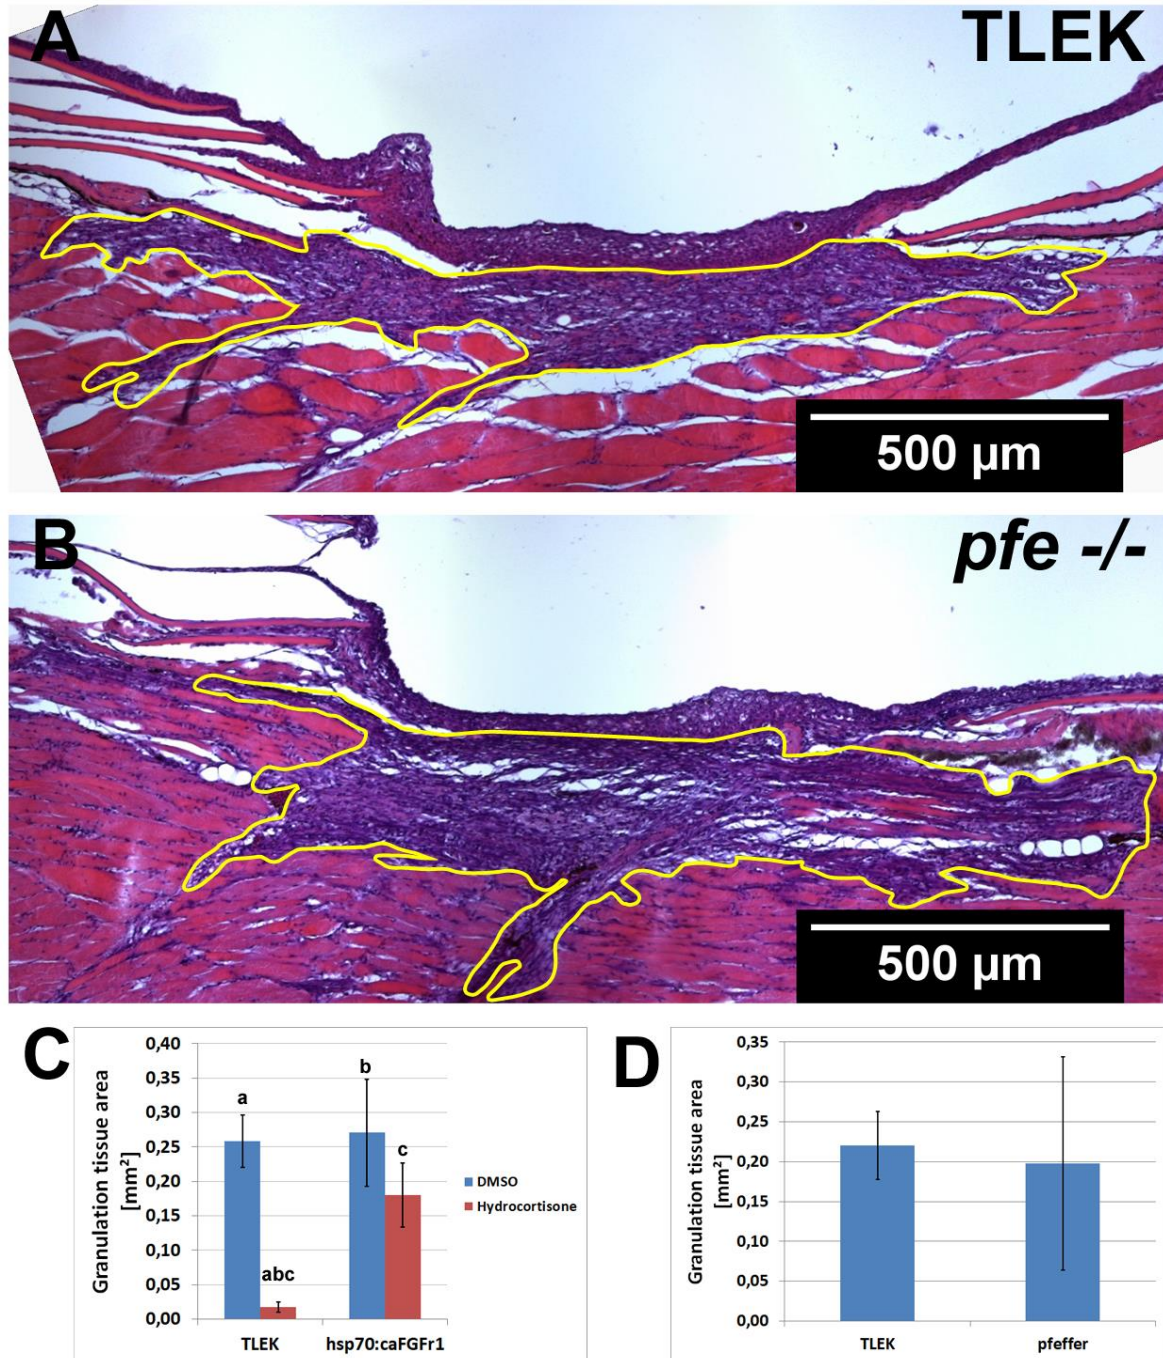 A
TLEK
500 µm
B
pfe -/-
500 µm
C
Granulation tissue area
[mm²]
0,40
0,35
0,30
0,25
0,20
0,15
0,10
0,05
0,00
a
abc
b
c
TLEK
hsp70:caFGFr1
DMSO
Hydrocortisone
D
Granulation tissue area
[mm²]
0,35
0,30
0,25
0,20
0,15
0,10
0,05
0,00
TLEK
pfeffer